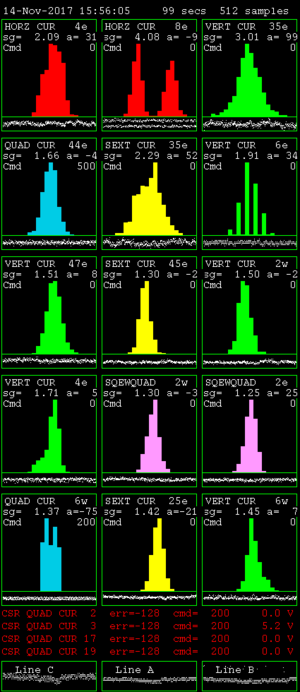 14-Nov-2017 15:56:05 99 secs 512 samples
HORZ CUR 4e
sg= 2.09 a= 31
Cmd 0
HORZ CUR 8e
sg= 4.08 a= -9
Cmd 0
VERT CUR 35e
sg= 3.01 a= 99
Cmd 0
QUAD CUR 44e
sg= 1.66 a= -4
Cmd 500
SEXT CUR 35e
sg= 2.29 a= 52
Cmd 0
VERT CUR 6e
sg= 1.91 a= 34
Cmd 0
VERT CUR 47e
sg= 1.51 a= 8
Cmd 0
SEXT CUR 45e
sg= 1.30 a= -2
Cmd 0
VERT CUR 2w
sg= 1.50 a= -2
Cmd 0
VERT CUR 4e
sg= 1.71 a= 5
Cmd 0
SQEWQUAD 2w
sg= 1.30 a= -3
Cmd 0
SQEWQUAD 2e
sg= 1.25 a= 25
Cmd 0
QUAD CUR 6w
sg= 1.37 a=-75
Cmd 200
SEXT CUR 25e
sg= 1.42 a=-21
Cmd 0
VERT CUR 6w
sg= 1.45 a= 7
Cmd 0
CSR QUAD CUR 2 err=-128 cmd= 200 0.0 V
CSR QUAD CUR 3 err=-128 cmd= 200 5.2 V
CSR QUAD CUR 17 err=-128 cmd= 200 0.0 V
CSR QUAD CUR 19 err=-128 cmd= 200 0.0 V
Line C
Line A
Line B